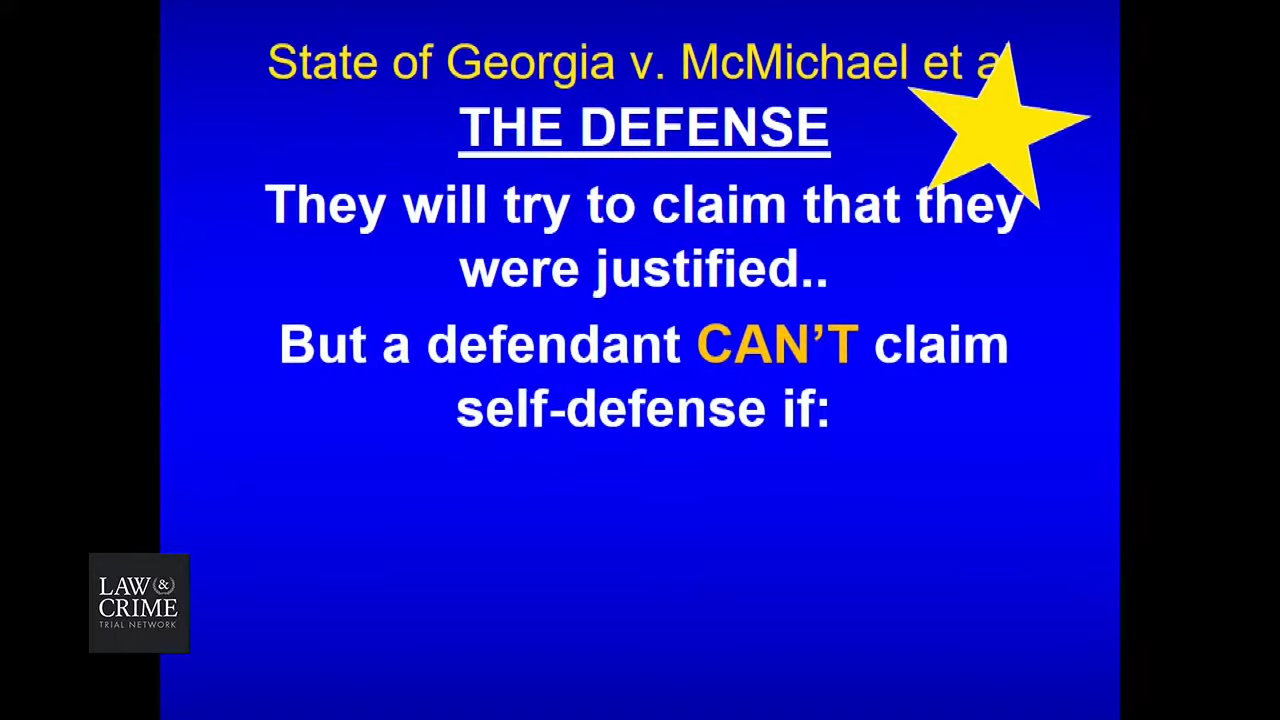 State of Georgia v. McMichael et a
THE DEFENSE
They will try to claim that they
were justified..
But a defendant CAN’T claim
self-defense if:
LAW &
CRIME
TRIAL NETWORK